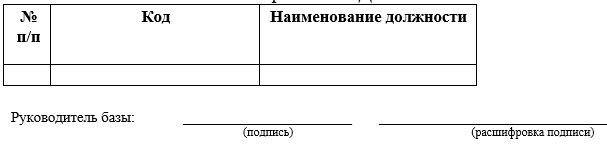 № Код Наименование должности
п/п
Руководитель базы:
(подпись) (расшифровка подписи)